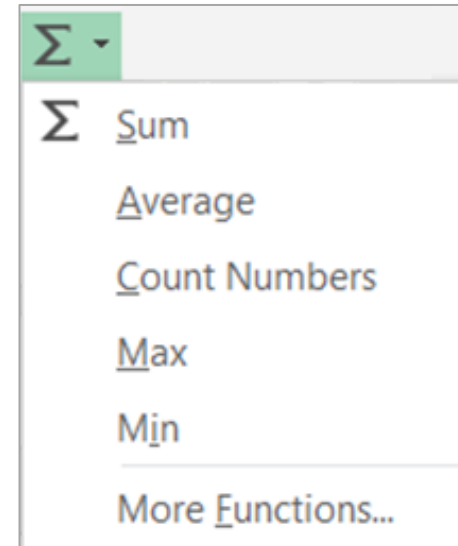 Σ
Σ Sum
Average
Count Numbers
Max
Min
More Functions...